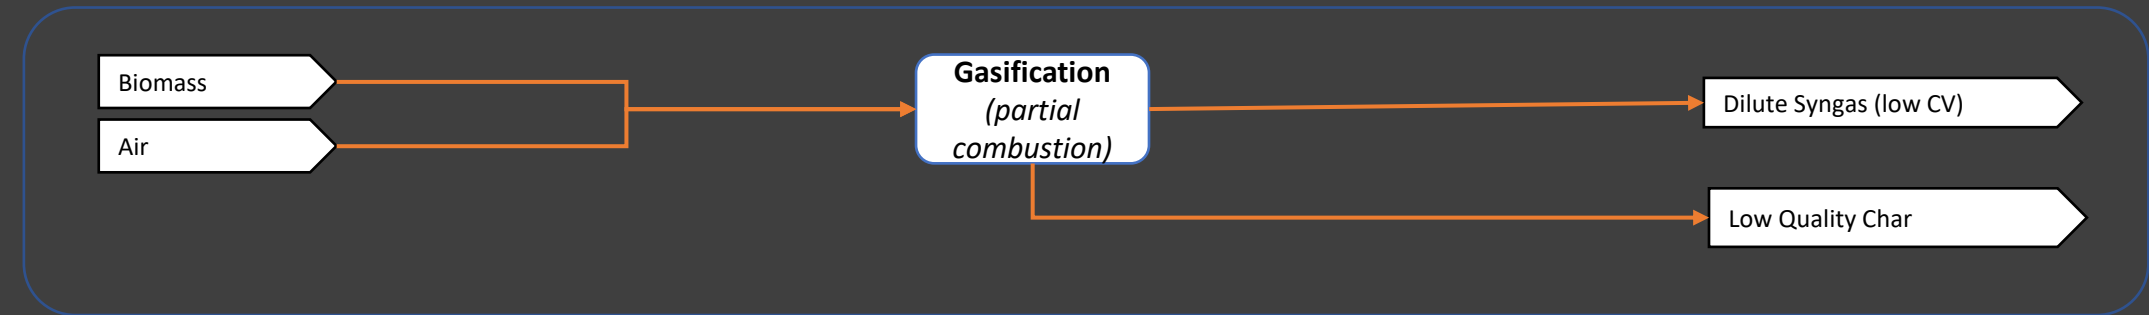 Biomass
Air
Gasification
(partial
combustion)
Dilute Syngas (low CV)
Low Quality Char